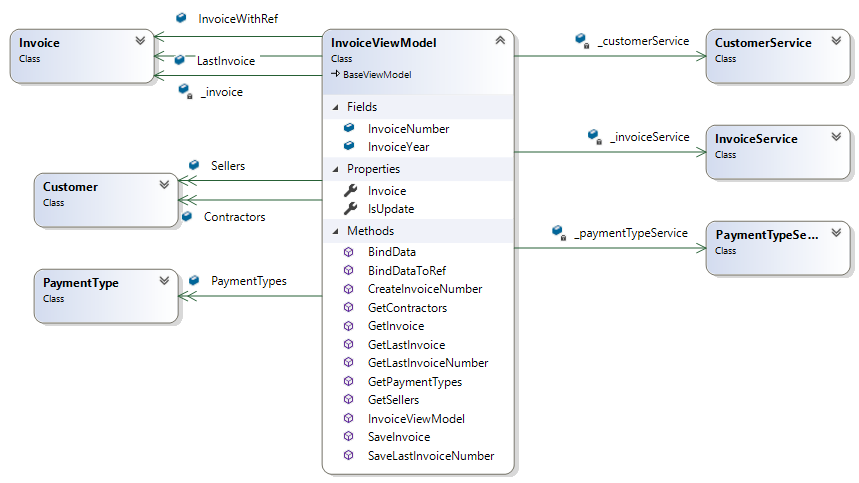 InvoiceWithRef
Invoice
Class
LastInvoice
_invoice
Sellers
Customer
Class
Contractors
PaymentType
Class
PaymentTypes
InvoiceViewModel
Class
BaseViewModel
Fields
InvoiceNumber
InvoiceYear
Properties
Invoice
IsUpdate
Methods
BindData
BindDataToRef
CreateInvoiceNumber
GetContractors
GetInvoice
GetLastInvoice
GetLastInvoiceNumber
GetPaymentTypes
GetSellers
InvoiceViewModel
SaveInvoice
SaveLastInvoiceNumber
_customerService
CustomerService
Class
_invoiceService
InvoiceService
Class
_paymentTypeService
PaymentTypeSe...
Class